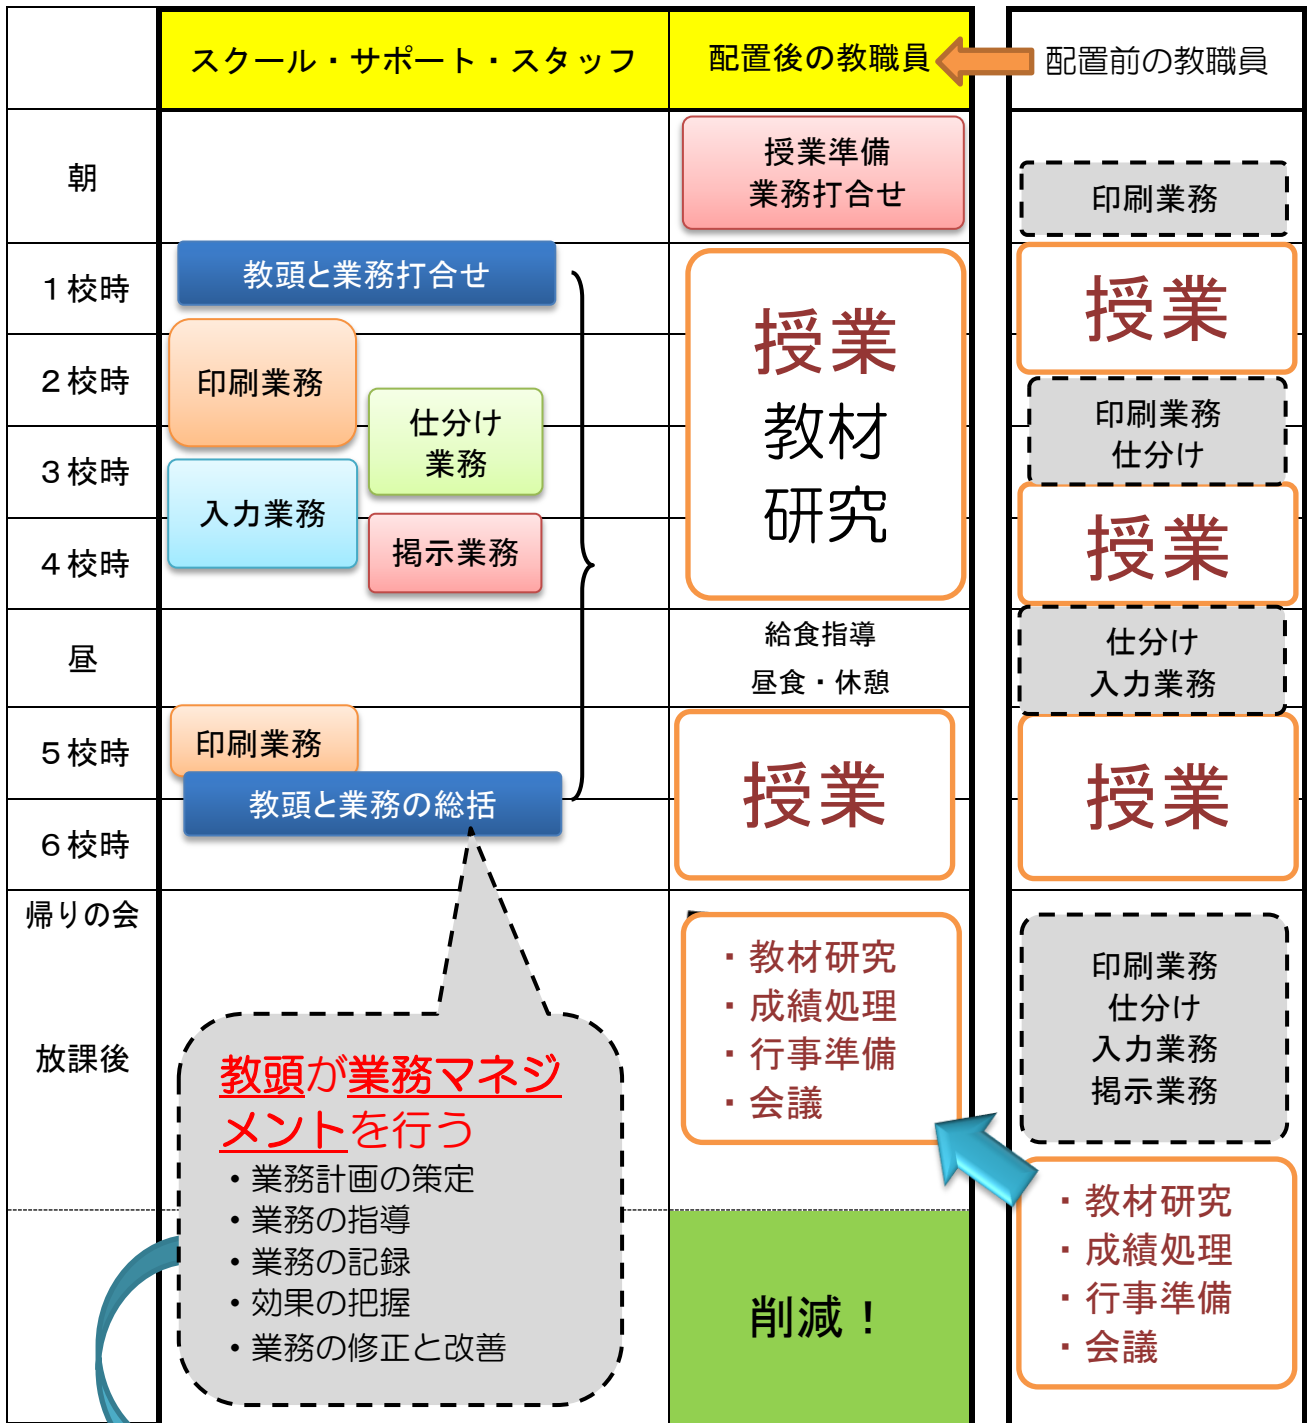 スクール・サポート・スタッフ
配置後の教職員
配置前の教職員
朝
授業準備
業務打合せ
印刷業務
1校時
教頭と業務打合せ
授業
教材
研究
授業
2校時
印刷業務
仕分け
業務
印刷業務
仕分け
3校時
入力業務
授業
4校時
掲示業務
昼
給食指導
昼食・休憩
仕分け
入力業務
5校時
印刷業務
授業
授業
教頭と業務の総括
6校時
帰りの会
放課後
・教材研究
・成績処理
・行事準備
・会議
印刷業務
仕分け
入力業務
掲示業務
教頭が業務マネジ
メントを行う
・業務計画の策定
・業務の指導
・業務の記録
・効果の把握
・業務の修正と改善
削減！
・教材研究
・成績処理
・行事準備
・会議